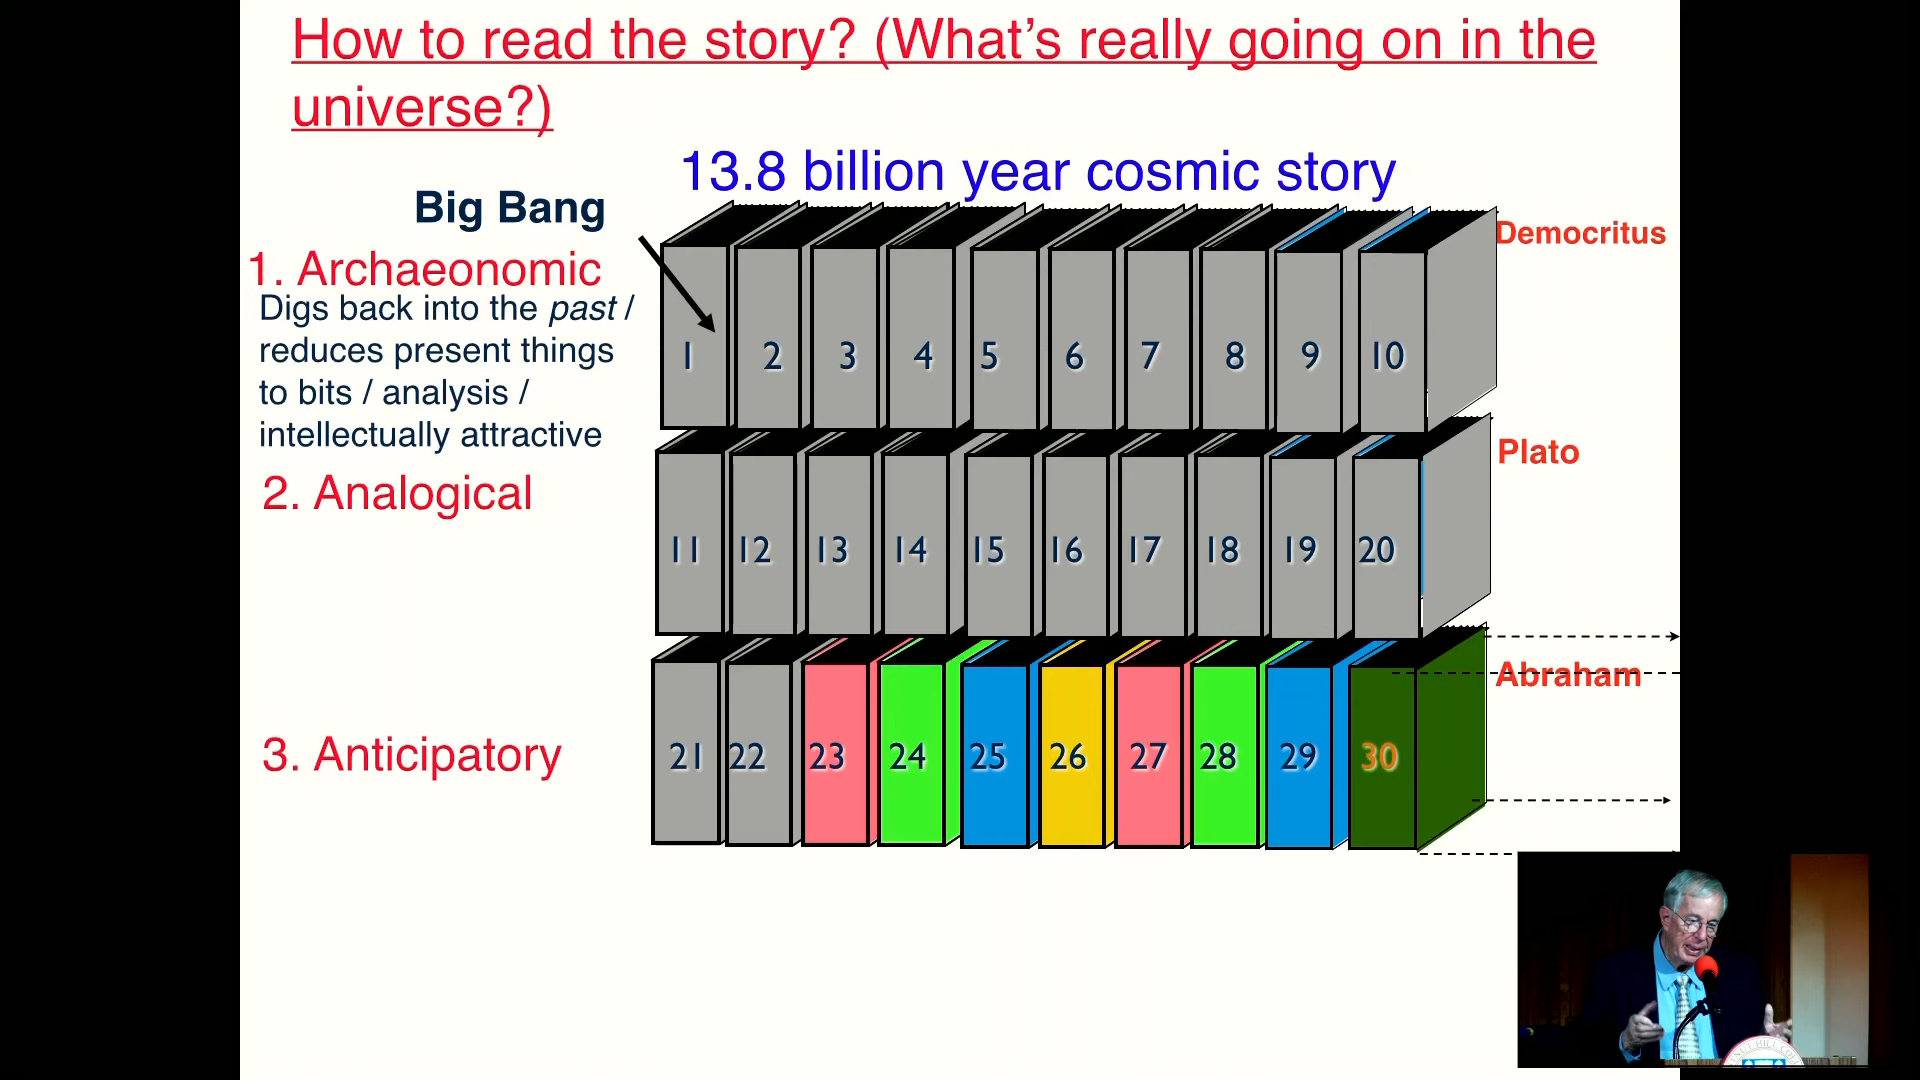 How to read the story? (What’s really going on in the
universe?)
13.8 billion year cosmic story
Big Bang
1. Archaeonomic
Digs back into the past /
reduces present things
to bits / analysis /
intellectually attractive
2. Analogical
3. Anticipatory
1 2 3 4 5 6 7 8 9 10
Democritus
11 12 13 14 15 16 17 18 19 20
Plato
21 22 23 24 25 26 27 28 29 30
Abraham